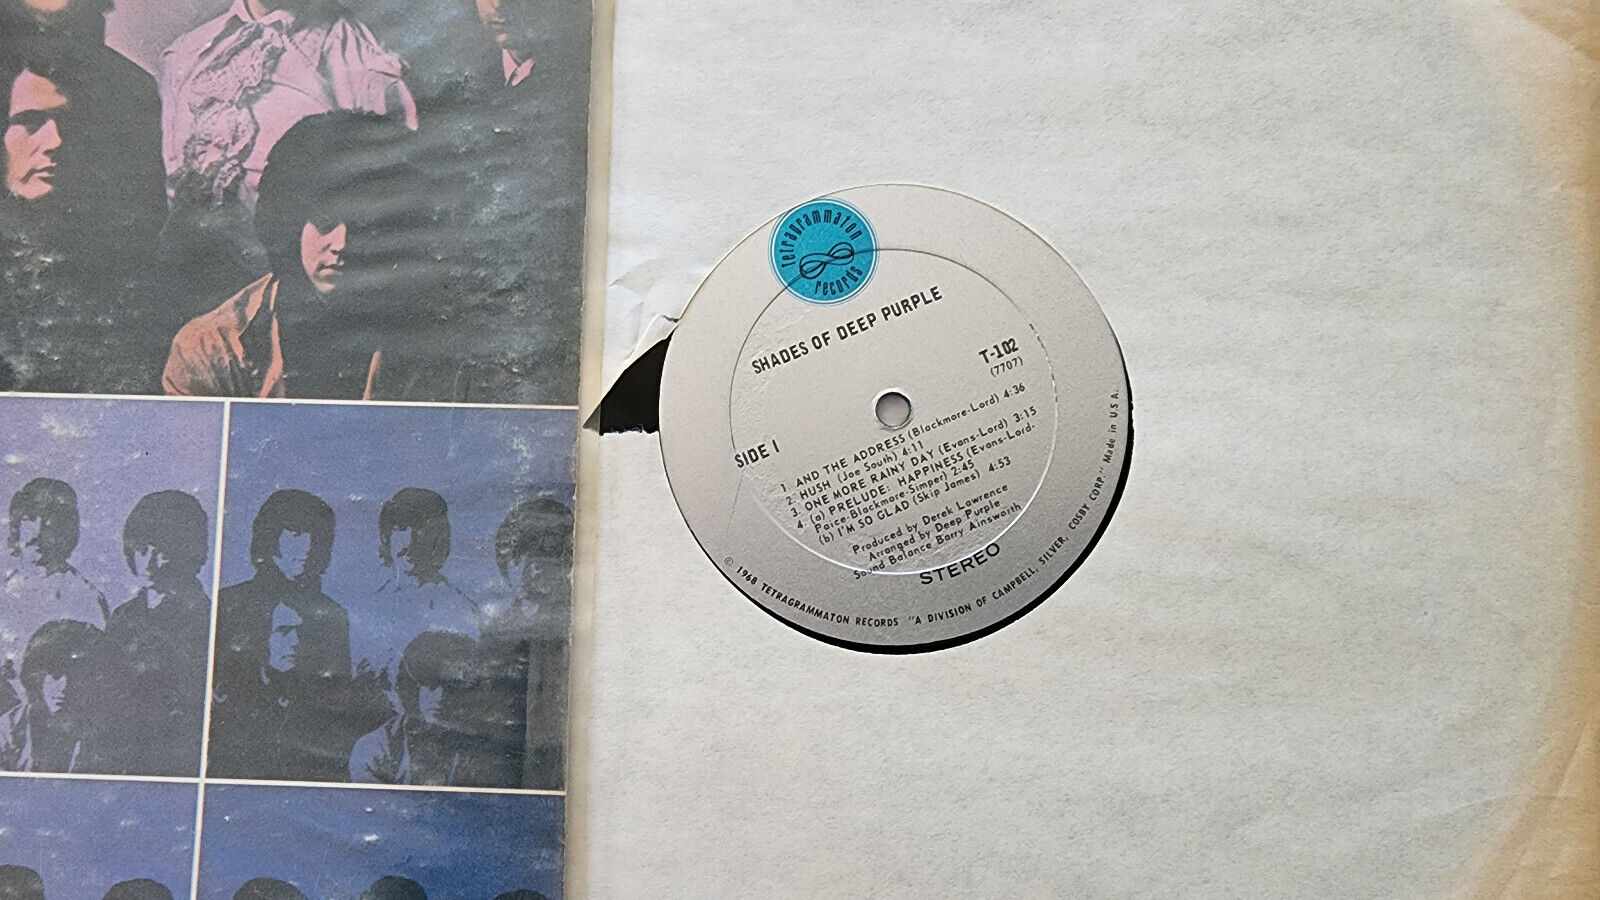 tetragrammaton
records
SHADES OF DEEP PURPLE
T-102
(7707)
SIDE I
1. AND THE ADDRESS (Blackmore-Lord) 4:36
2. HUSH (Joe South) 4:11
3. ONE MORE RAINY DAY (Evans-Lord) 3:15
4. (a) PRELUDE: HAPPINESS (Evans-Lord-
Paice-Blackmore-Simper) 2:45
(b) I'M SO GLAD (Skip James) 4:53
Produced by Derek Lawrence
Arranged by Deep Purple
Sound Balance Barry Ainsworth
STEREO
© 1968 TETRAGRAMMATON RECORDS "A DIVISION OF CAMPBELL, SILVER, COSBY CORP." Made in U.S.A.